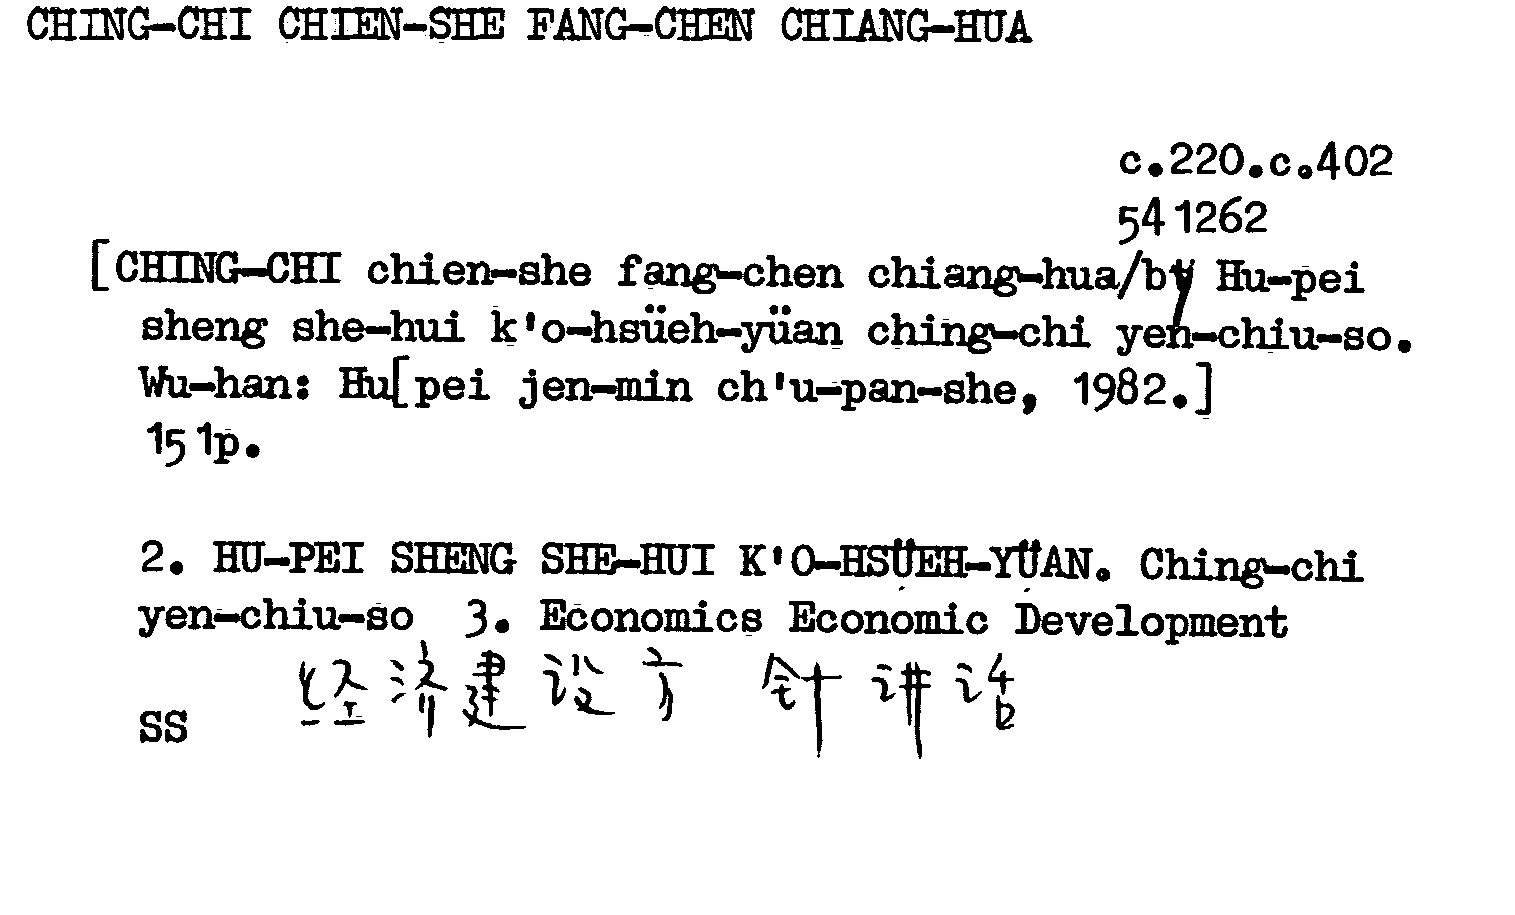 CHING-CHI CHIEN-SHE FANG-CHEN CHIANG-HUA
c.220.c.402
541262
[CHING-CHI chien-she fang-chen chiang-hua/by Hu-pei
sheng she-hui k'o-hsüeh-yüan ching-chi yen-chiu-so.
Wu-han: Hu[pei jen-min ch'u-pan-she, 1982.]
151p.
2. HU-PEI SHENG SHE-HUI K'O-HSÜEH-YÜAN. Ching-chi
yen-chiu-so 3. Economics Economic Development
经济建设方针讲话
SS